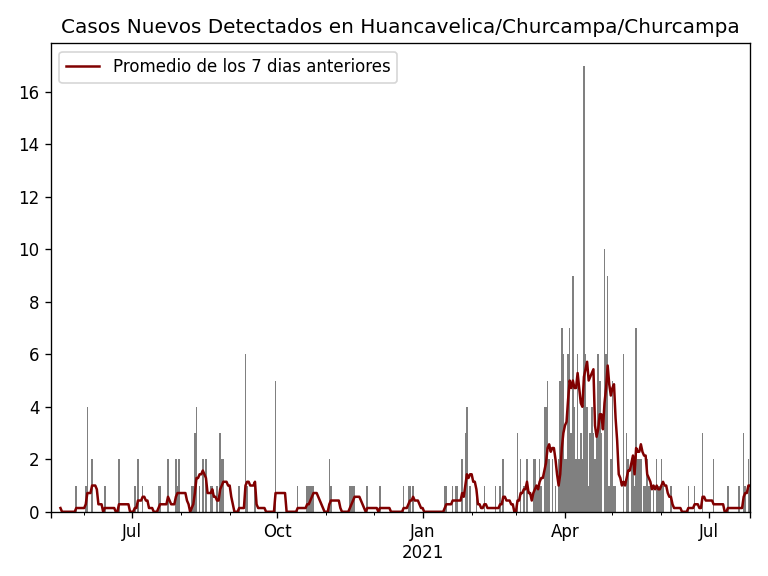 Casos Nuevos Detectados en Huancavelica/Churcampa/Churcampa
Promedio de los 7 dias anteriores
16
14
12
10
8
6
4
2
0
Jul
Oct
Jan
2021
Apr
Jul